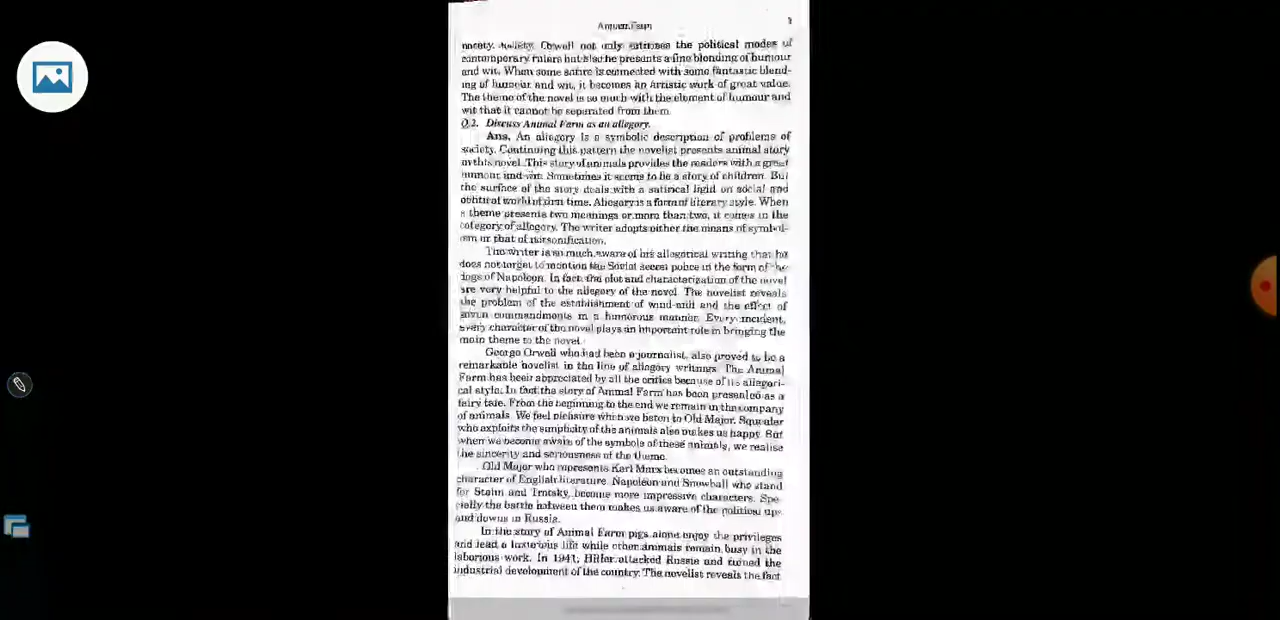 Animal Farm
society. Orwell not only satirises the political modes of
contemporary rulers but also he presents a fine blending of humour
and wit. When some satire is connected with some fantastic blend-
ing of humour and wit, it becomes an artistic work of great value.
The theme of the novel is so much with the element of humour and
wit that it cannot be separated from them.
Q.2. Discuss Animal Farm as an allegory.
Ans. An allegory is a symbolic description of problems of
society. Continuing this pattern the novelist presents animal story
in this novel. This story of animals provides the readers with a great
humour and wit. Sometimes it seems to be a story of children. But
the surface of the story deals with a satirical light on social and
political world of that time. Allegory is a form of literary style. When
a theme presents two meanings or more than two, it comes in the
category of allegory. The writer adopts either the means of symbol-
ism or that of personification.
The writer is so much aware of his allegorical writing that he
does not forget to mention the secret police in the form of the
dogs of Napoleon. In fact, the plot and characterization of the novel
are very helpful to the allegory of the novel. The novelist reveals
the problem of the establishment of wind-mill and the effect of
seven commandments in a humorous manner. Every incident,
every character of the novel plays an important role in bringing the
main theme to the novel.
George Orwell who had been a journalist, also proved to be a
remarkable novelist in the line of allegory writings. The Animal
Farm has been appreciated by all the critics because of its allegori-
cal style. In fact the story of Animal Farm has been presented as a
fairy tale. From the beginning to the end we remain in the company
of animals. We feel pleasure when we listen to Old Major. Squealer
who exploits the simplicity of the animals also makes us happy. But
when we become aware of the symbols of these animals, we realise
the sincerity and seriousness of the theme.
Old Major who represents Karl Marx becomes an outstanding
character of English literature. Napoleon and Snowball who stand
for Stalin and Trotsky, become more impressive characters. Spe-
cially the battle between them makes us aware of the political ups
and downs in Russia.
In the story of Animal Farm pigs alone enjoy the privileges
and lead a luxurious life while other animals remain busy in the
laborious work. In 1941, Hitler attacked Russia and ruined the
industrial development of the country. The novelist reveals the fact